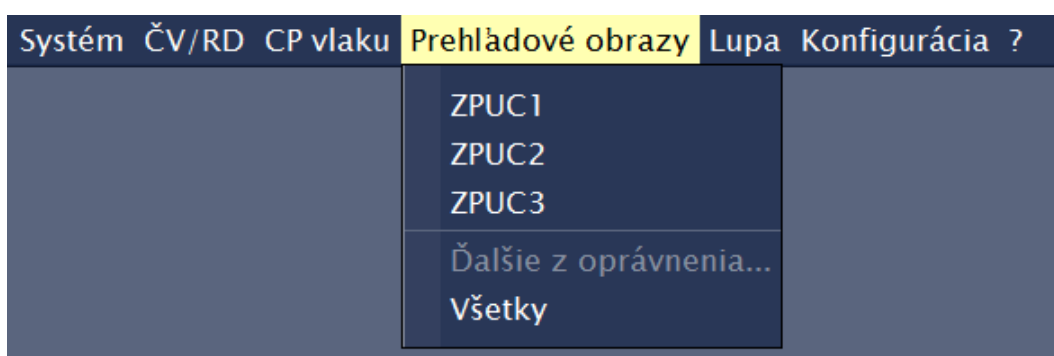 Systém ČV/RD CP vlaku Prehľadové obrazy Lupa Konfigurácia ?
ZPUC1
ZPUC2
ZPUC3
Ďalšie z oprávnenia...
Všetky